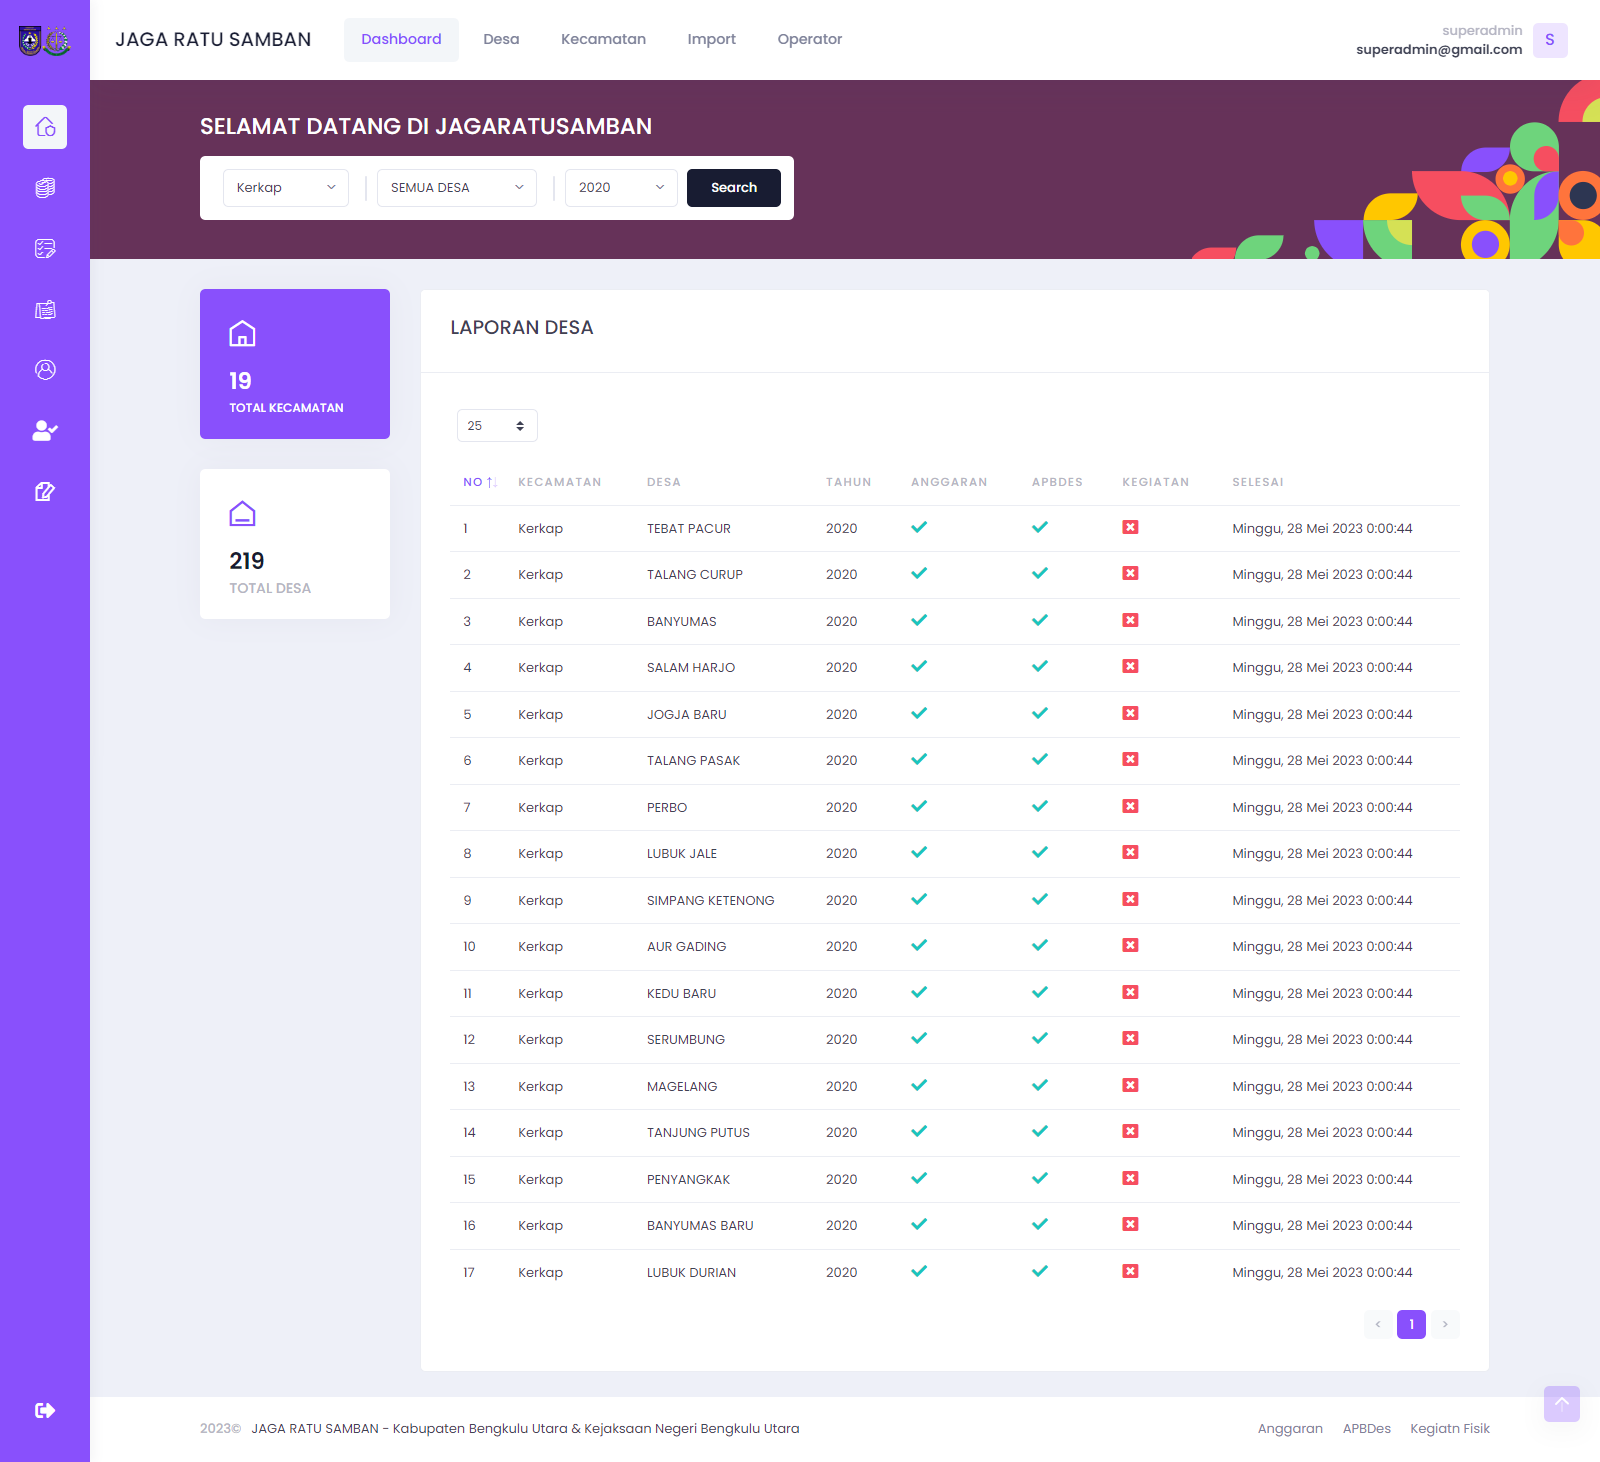 JAGA RATU SAMBAN
Dashboard
Desa
Kecamatan
Import
Operator
superadmin
superadmin@gmail.com
S
SELAMAT DATANG DI JAGARATUSAMBAN
Kerkap
SEMUA DESA
2020
Search
19
TOTAL KECAMATAN
219
TOTAL DESA
LAPORAN DESA
25
NO KECAMATAN DESA TAHUN ANGGARAN APBDES KEGIATAN SELESAI
1 Kerkap TEBAT PACUR 2020 Minggu, 28 Mei 2023 0:00:44
2 Kerkap TALANG CURUP 2020 Minggu, 28 Mei 2023 0:00:44
3 Kerkap BANYUMAS 2020 Minggu, 28 Mei 2023 0:00:44
4 Kerkap SALAM HARJO 2020 Minggu, 28 Mei 2023 0:00:44
5 Kerkap JOGJA BARU 2020 Minggu, 28 Mei 2023 0:00:44
6 Kerkap TALANG PASAK 2020 Minggu, 28 Mei 2023 0:00:44
7 Kerkap PERBO 2020 Minggu, 28 Mei 2023 0:00:44
8 Kerkap LUBUK JALE 2020 Minggu, 28 Mei 2023 0:00:44
9 Kerkap SIMPANG KETENONG 2020 Minggu, 28 Mei 2023 0:00:44
10 Kerkap AUR GADING 2020 Minggu, 28 Mei 2023 0:00:44
11 Kerkap KEDU BARU 2020 Minggu, 28 Mei 2023 0:00:44
12 Kerkap SERUMBUNG 2020 Minggu, 28 Mei 2023 0:00:44
13 Kerkap MAGELANG 2020 Minggu, 28 Mei 2023 0:00:44
14 Kerkap TANJUNG PUTUS 2020 Minggu, 28 Mei 2023 0:00:44
15 Kerkap PENYANGKAK 2020 Minggu, 28 Mei 2023 0:00:44
16 Kerkap BANYUMAS BARU 2020 Minggu, 28 Mei 2023 0:00:44
17 Kerkap LUBUK DURIAN 2020 Minggu, 28 Mei 2023 0:00:44
< 1 >
2023© JAGA RATU SAMBAN - Kabupaten Bengkulu Utara & Kejaksaan Negeri Bengkulu Utara
Anggaran APBDes Kegiatn Fisik